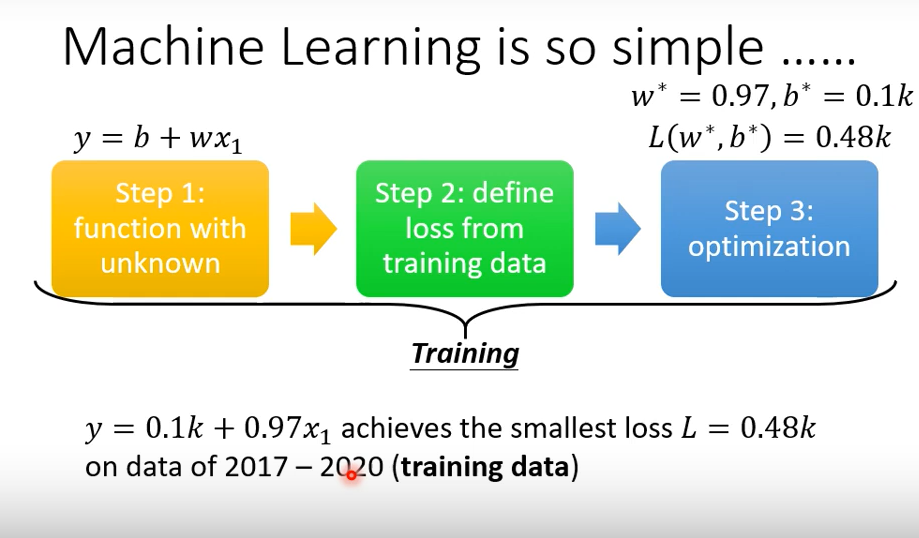 Machine Learning is so simple ……
w* = 0.97, b* = 0.1k
y = b + wx₁
L(w*, b*) = 0.48k
Step 1:
function with
unknown
Step 2: define
loss from
training data
Step 3:
optimization
Training
y = 0.1k + 0.97x₁ achieves the smallest loss L = 0.48k
on data of 2017 – 2020 (training data)